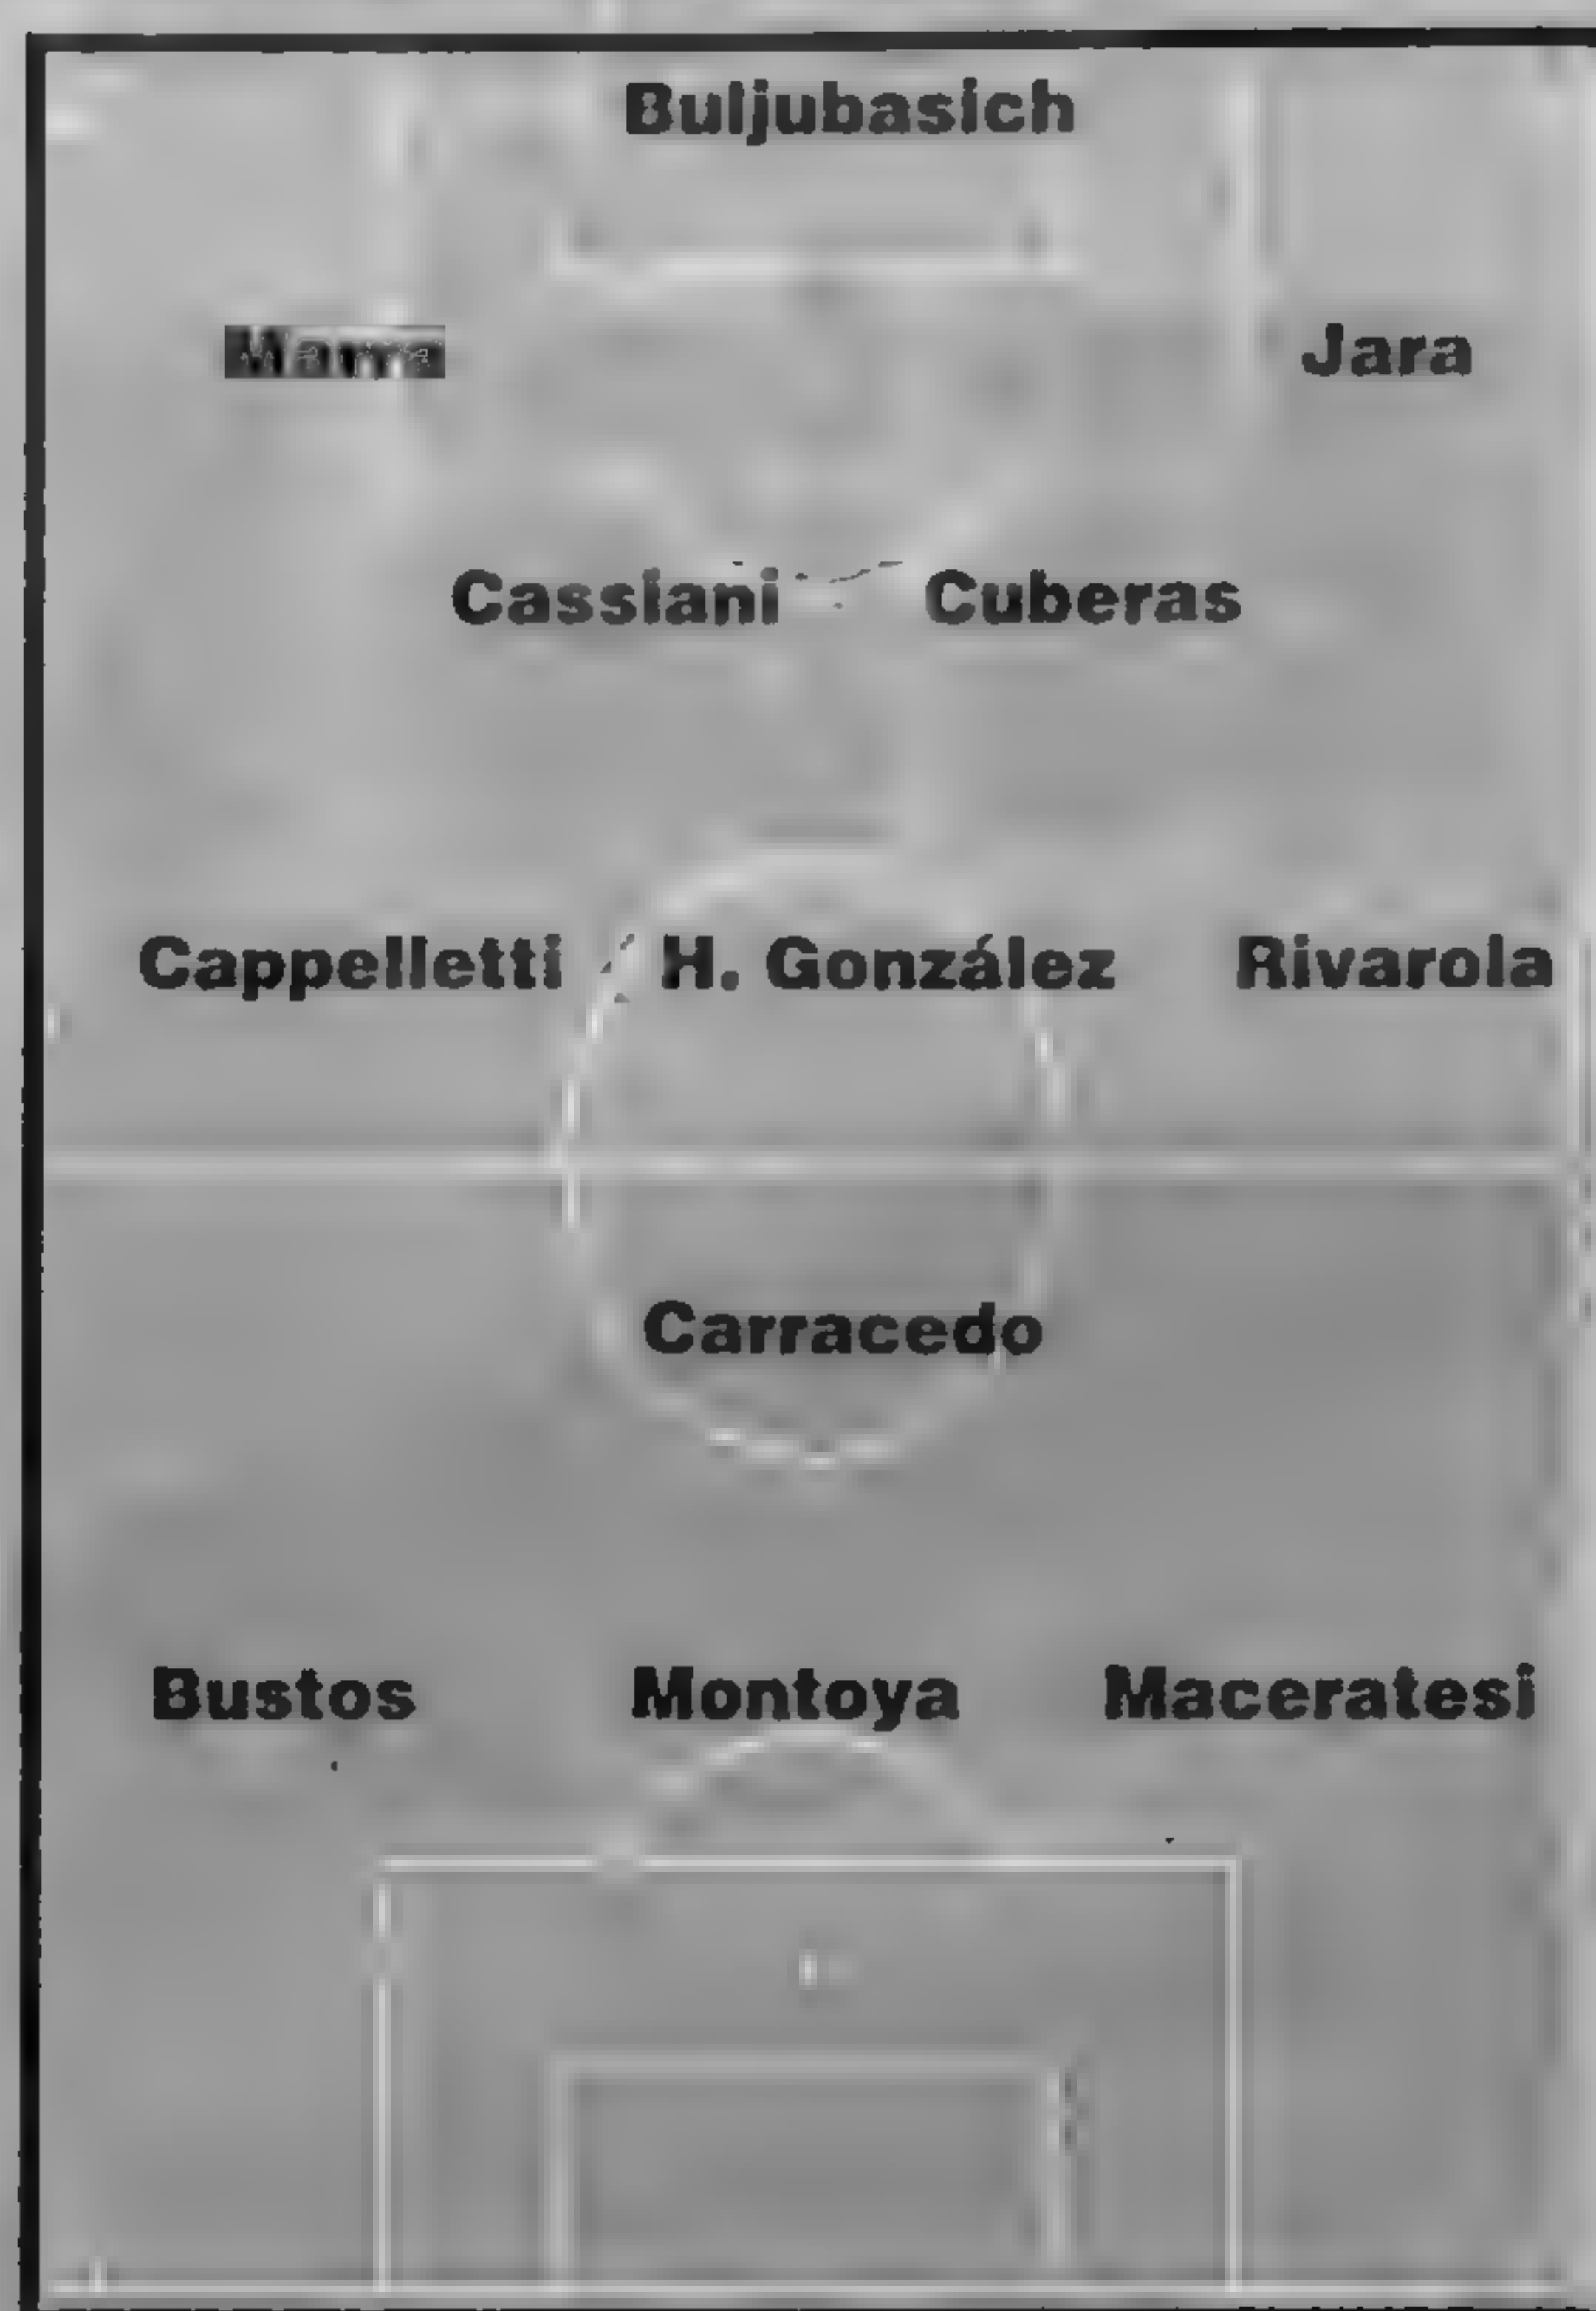 Buljubasich
Jara
Cassiani Cuberas
Cappelletti H. González Rivarola
Carracedo
Bustos Montoya Maceratesi